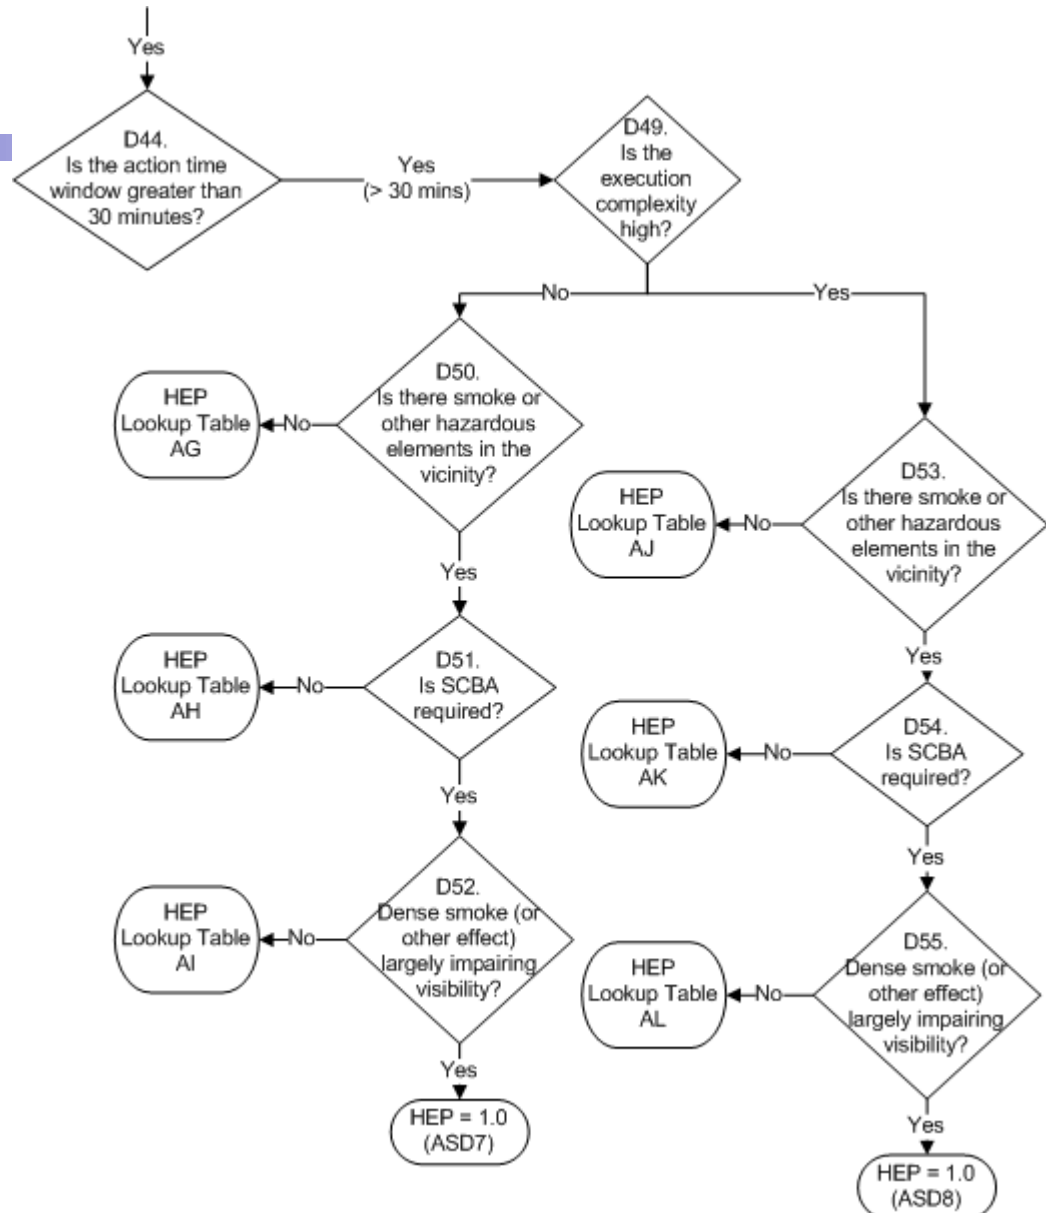 Yes
D44.
Is the action time
window greater than
30 minutes?
Yes
(> 30 mins)
D49.
Is the
execution
complexity
high?
No
Yes
D50.
Is there smoke or
other hazardous
elements in the
vicinity?
No
HEP
Lookup Table
AG
Yes
D51.
Is SCBA
required?
No
HEP
Lookup Table
AH
Yes
D52.
Dense smoke (or
other effect)
largely impairing
visibility?
No
HEP
Lookup Table
AI
Yes
HEP = 1.0
(ASD7)
D53.
Is there smoke or
other hazardous
elements in the
vicinity?
No
HEP
Lookup Table
AJ
Yes
D54.
Is SCBA
required?
No
HEP
Lookup Table
AK
Yes
D55.
Dense smoke (or
other effect)
largely impairing
visibility?
No
HEP
Lookup Table
AL
Yes
HEP = 1.0
(ASD8)